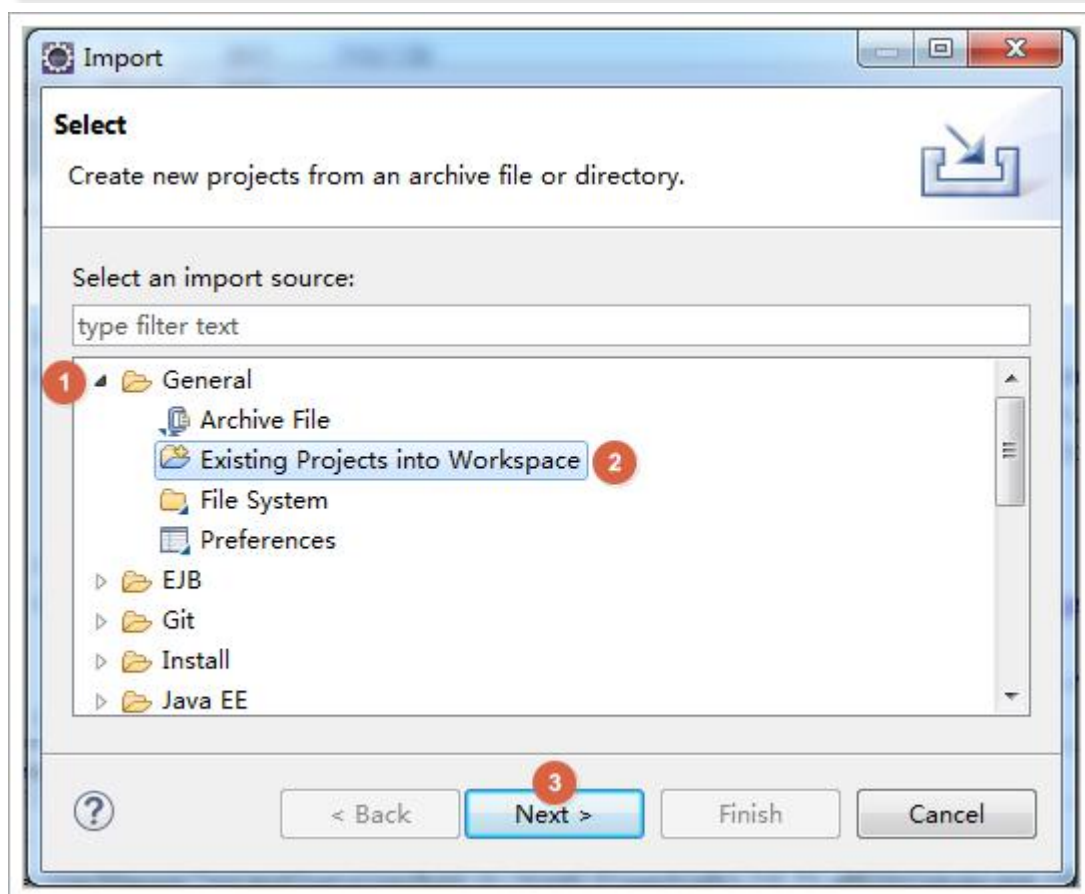 Import
Select
Create new projects from an archive file or directory.
Select an import source:
type filter text
1 General
Archive File
Existing Projects into Workspace 2
File System
Preferences
EJB
Git
Install
Java EE
3
? < Back Next > Finish Cancel